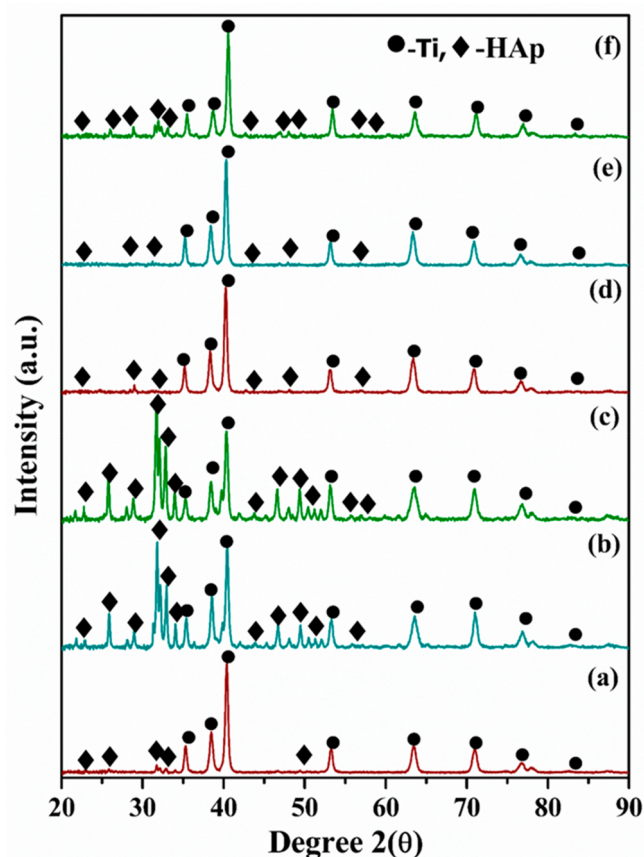 ●-Ti, ◆-HAp
(f)
(e)
(d)
(c)
(b)
(a)
Intensity (a.u.)
20 30 40 50 60 70 80 90
Degree 2(θ)